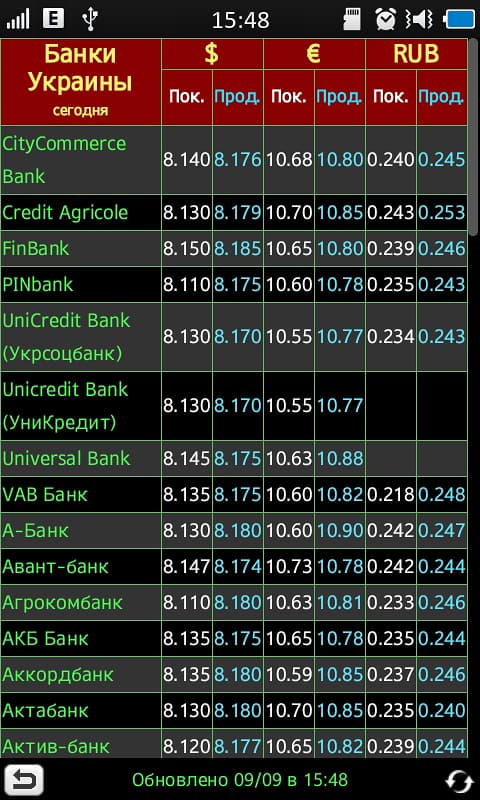 E 15:48
Банки Украины сегодня $ € RUB
Пок. Прод. Пок. Прод. Пок. Прод.
CityCommerce Bank 8.140 8.176 10.68 10.80 0.240 0.245
Credit Agricole 8.130 8.179 10.70 10.85 0.243 0.253
FinBank 8.150 8.185 10.65 10.80 0.239 0.246
PINbank 8.110 8.175 10.60 10.78 0.235 0.243
UniCredit Bank (Укрсоцбанк) 8.130 8.170 10.55 10.77 0.234 0.243
Unicredit Bank (УниКредит) 8.130 8.170 10.55 10.77
Universal Bank 8.145 8.175 10.63 10.88
VAB Банк 8.135 8.175 10.60 10.82 0.218 0.248
А-Банк 8.130 8.180 10.60 10.90 0.242 0.247
Авант-банк 8.147 8.174 10.73 10.78 0.242 0.244
Агрокомбанк 8.110 8.180 10.63 10.81 0.233 0.246
АКБ Банк 8.135 8.175 10.65 10.78 0.235 0.244
Аккордбанк 8.135 8.180 10.59 10.85 0.237 0.246
Актабанк 8.130 8.180 10.70 10.85 0.235 0.240
Актив-банк 8.120 8.177 10.65 10.82 0.239 0.244
Обновлено 09/09 в 15:48